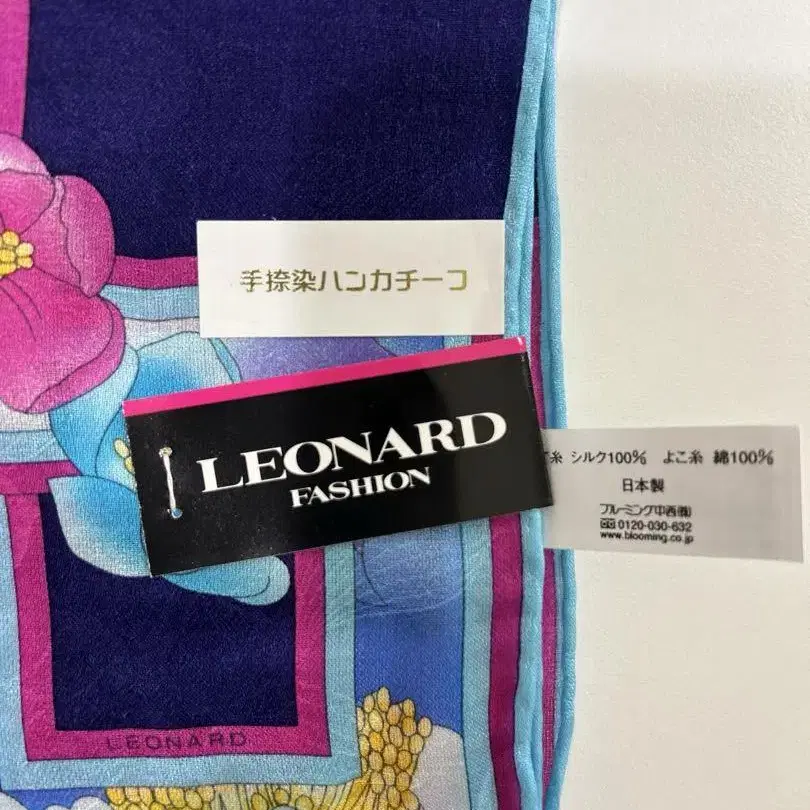 手捺染ハンカチーフ
LEONARD
FASHION
て糸 シルク100% よこ糸 綿100%
日本製
ブルーミング中西㈱
0120-030-632
www.blooming.co.jp
LEONARD